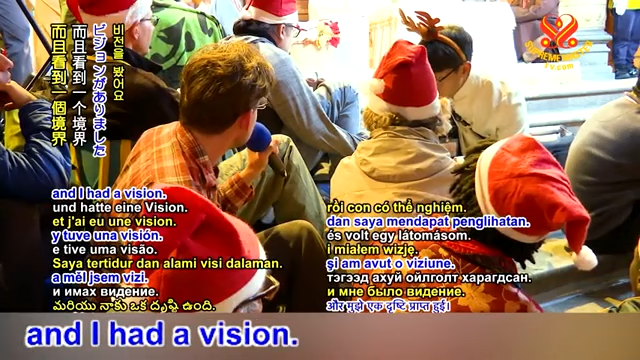 비전을 봤어요
ビジョンがありました
而且看到一个境界
而且看到一個境界
SUPREME MASTER
TV.com
and I had a vision.
und hatte eine Vision.
et j'ai eu une vision.
y tuve una visión.
e tive uma visão.
Saya tertidur dan alami visi dalaman.
a měl jsem vizi.
и имах видение.
మరియు నాకు ఒక దృష్టి ఉంది.
rồi con có thể nghiệm.
dan saya mendapat penglihatan.
és volt egy látomásom.
i miałem wizję.
şi am avut o viziune.
тэгээд ахуй ойлголт харагдсан.
и мне было видение.
और मुझे एक दृष्टि प्राप्त हुई।
and I had a vision.